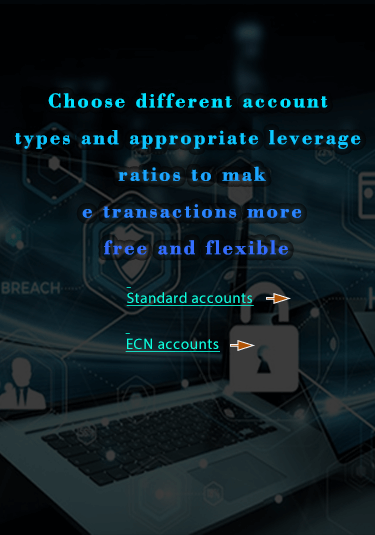 Choose different account
types and appropriate leverage
ratios to mak
e transactions more
free and flexible
BREACH
Standard accounts
ECN accounts